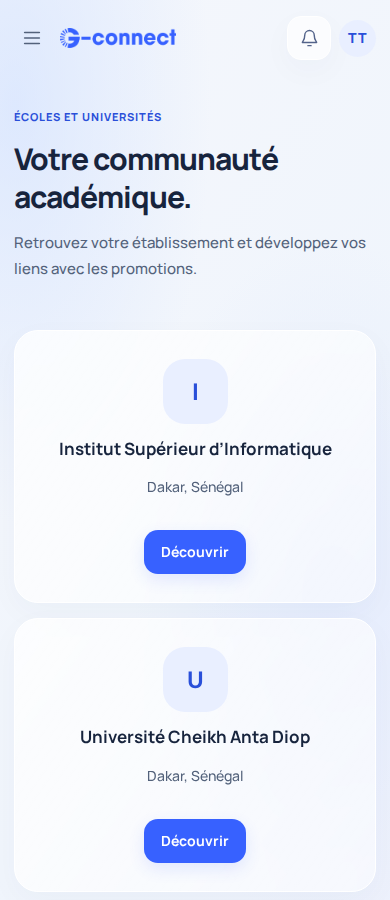 G-connect
TT
ÉCOLES ET UNIVERSITÉS
Votre communauté
académique.
Retrouvez votre établissement et développez vos
liens avec les promotions.
I
Institut Supérieur d’Informatique
Dakar, Sénégal
Découvrir
U
Université Cheikh Anta Diop
Dakar, Sénégal
Découvrir